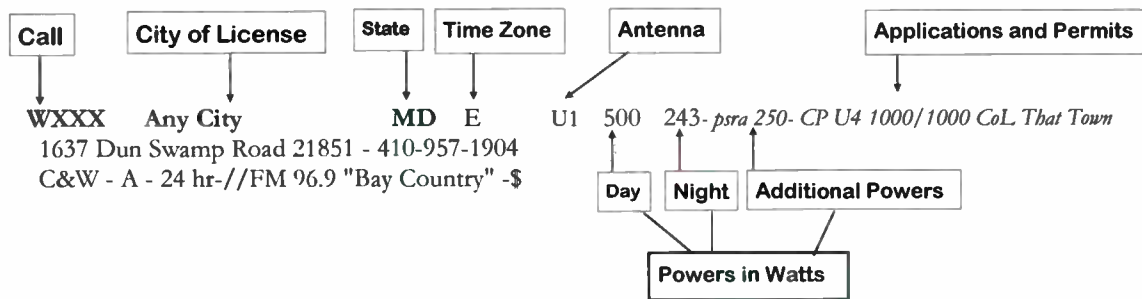 Call City of License State Time Zone Antenna Applications and Permits
WXXX Any City MD E U1 500 243- psra 250- CP U4 1000/1000 CoL That Town
1637 Dun Swamp Road 21851 - 410-957-1904
C&W - A - 24 hr-//FM 96.9 "Bay Country" -$
Day Night Additional Powers
Powers in Watts